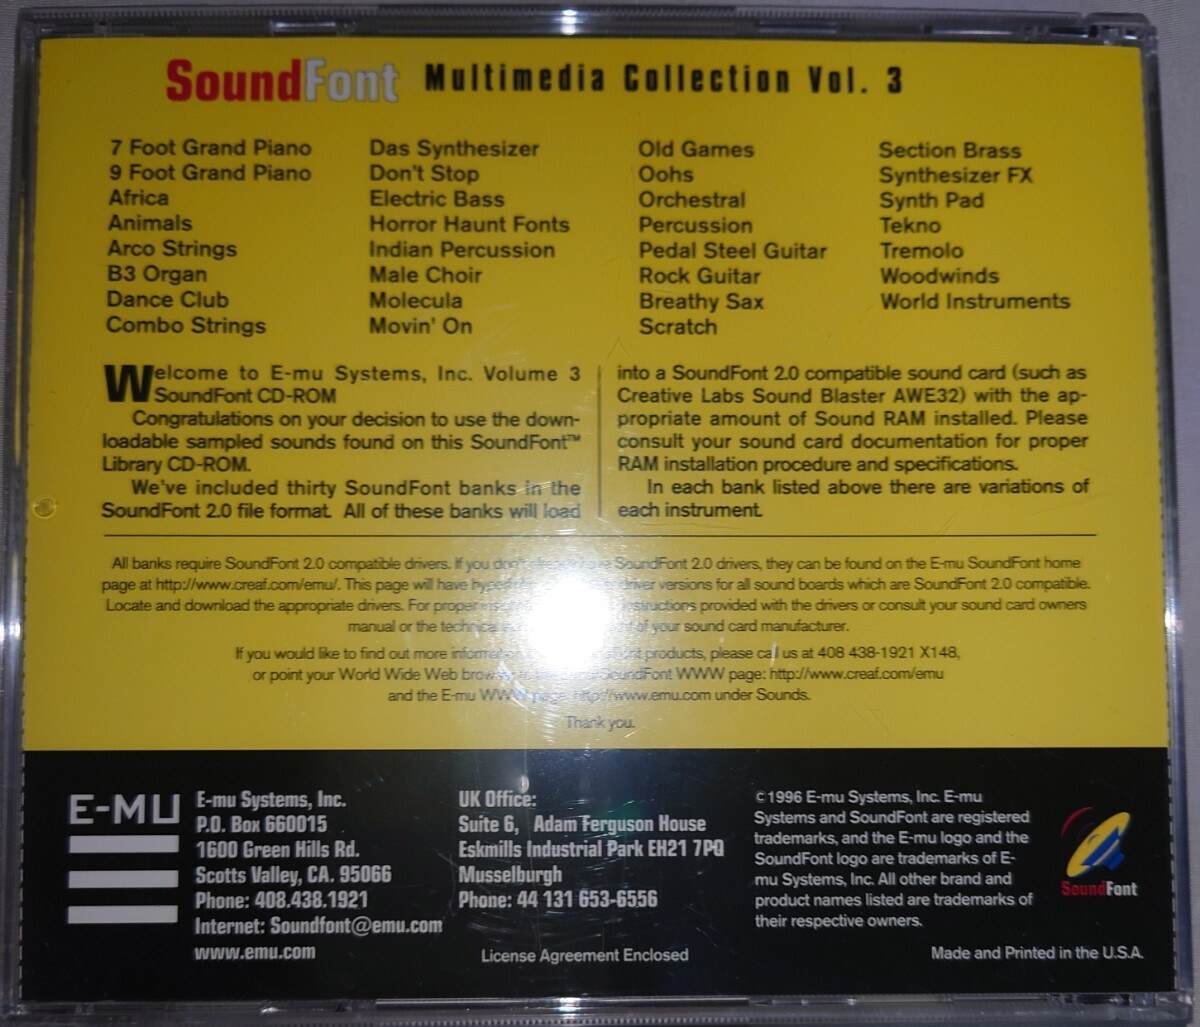 SoundFont Multimedia Collection Vol. 3
7 Foot Grand Piano
9 Foot Grand Piano
Africa
Animals
Arco Strings
B3 Organ
Dance Club
Combo Strings
Das Synthesizer
Don't Stop
Electric Bass
Horror Haunt Fonts
Indian Percussion
Male Choir
Molecula
Movin' On
Old Games
Oohs
Orchestral
Percussion
Pedal Steel Guitar
Rock Guitar
Breathy Sax
Scratch
Section Brass
Synthesizer FX
Synth Pad
Tekno
Tremolo
Woodwinds
World Instruments
Welcome to E-mu Systems, Inc. Volume 3
SoundFont CD-ROM
Congratulations on your decision to use the down-
loadable sampled sounds found on this SoundFont™
Library CD-ROM.
We've included thirty SoundFont banks in the
SoundFont 2.0 file format. All of these banks will load
into a SoundFont 2.0 compatible sound card (such as
Creative Labs Sound Blaster AWE32) with the ap-
propriate amount of Sound RAM installed. Please
consult your sound card documentation for proper
RAM installation procedure and specifications.
In each bank listed above there are variations of
each instrument.
All banks require SoundFont 2.0 compatible drivers. If you don't SoundFont 2.0 drivers, they can be found on the E-mu SoundFont home
page at http://www.creaf.com/emu/. This page will have driver versions for all sound boards which are SoundFont 2.0 compatible.
Locate and download the appropriate drivers. For proper instructions provided with the drivers or consult your sound card owners
manual or the technical of your sound card manufacturer.
If you would like to find out more information products, please call us at 408 438-1921 X148,
or point your World Wide Web browser SoundFont WWW page: http://www.creaf.com/emu
and the E-mu WWW page: http://www.emu.com under Sounds.
Thank you.
E-MU
E-mu Systems, Inc.
P.O. Box 660015
1600 Green Hills Rd.
Scotts Valley, CA. 95066
Phone: 408.438.1921
Internet: Soundfont@emu.com
www.emu.com
UK Office:
Suite 6, Adam Ferguson House
Eskmills Industrial Park EH21 7PQ
Musselburgh
Phone: 44 131 653-6556
License Agreement Enclosed
©1996 E-mu Systems, Inc. E-mu
Systems and SoundFont are registered
trademarks, and the E-mu logo and the
SoundFont logo are trademarks of E-
mu Systems, Inc. All other brand and
product names listed are trademarks of
their respective owners.
SoundFont
Made and Printed in the U.S.A.